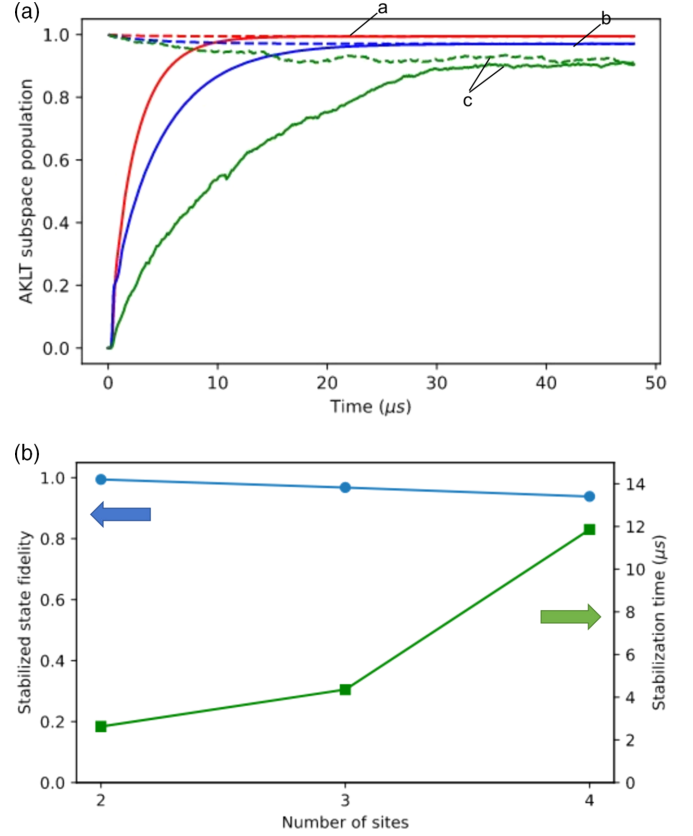 (a)
a
b
c
1.0
0.8
0.6
0.4
0.2
0.0
AKLT subspace population
0 10 20 30 40 50
Time (μs)
(b)
1.0
0.8
0.6
0.4
0.2
0.0
Stabilized state fidelity
14
12
10
8
6
4
2
0
Stabilization time (μs)
2 3 4
Number of sites